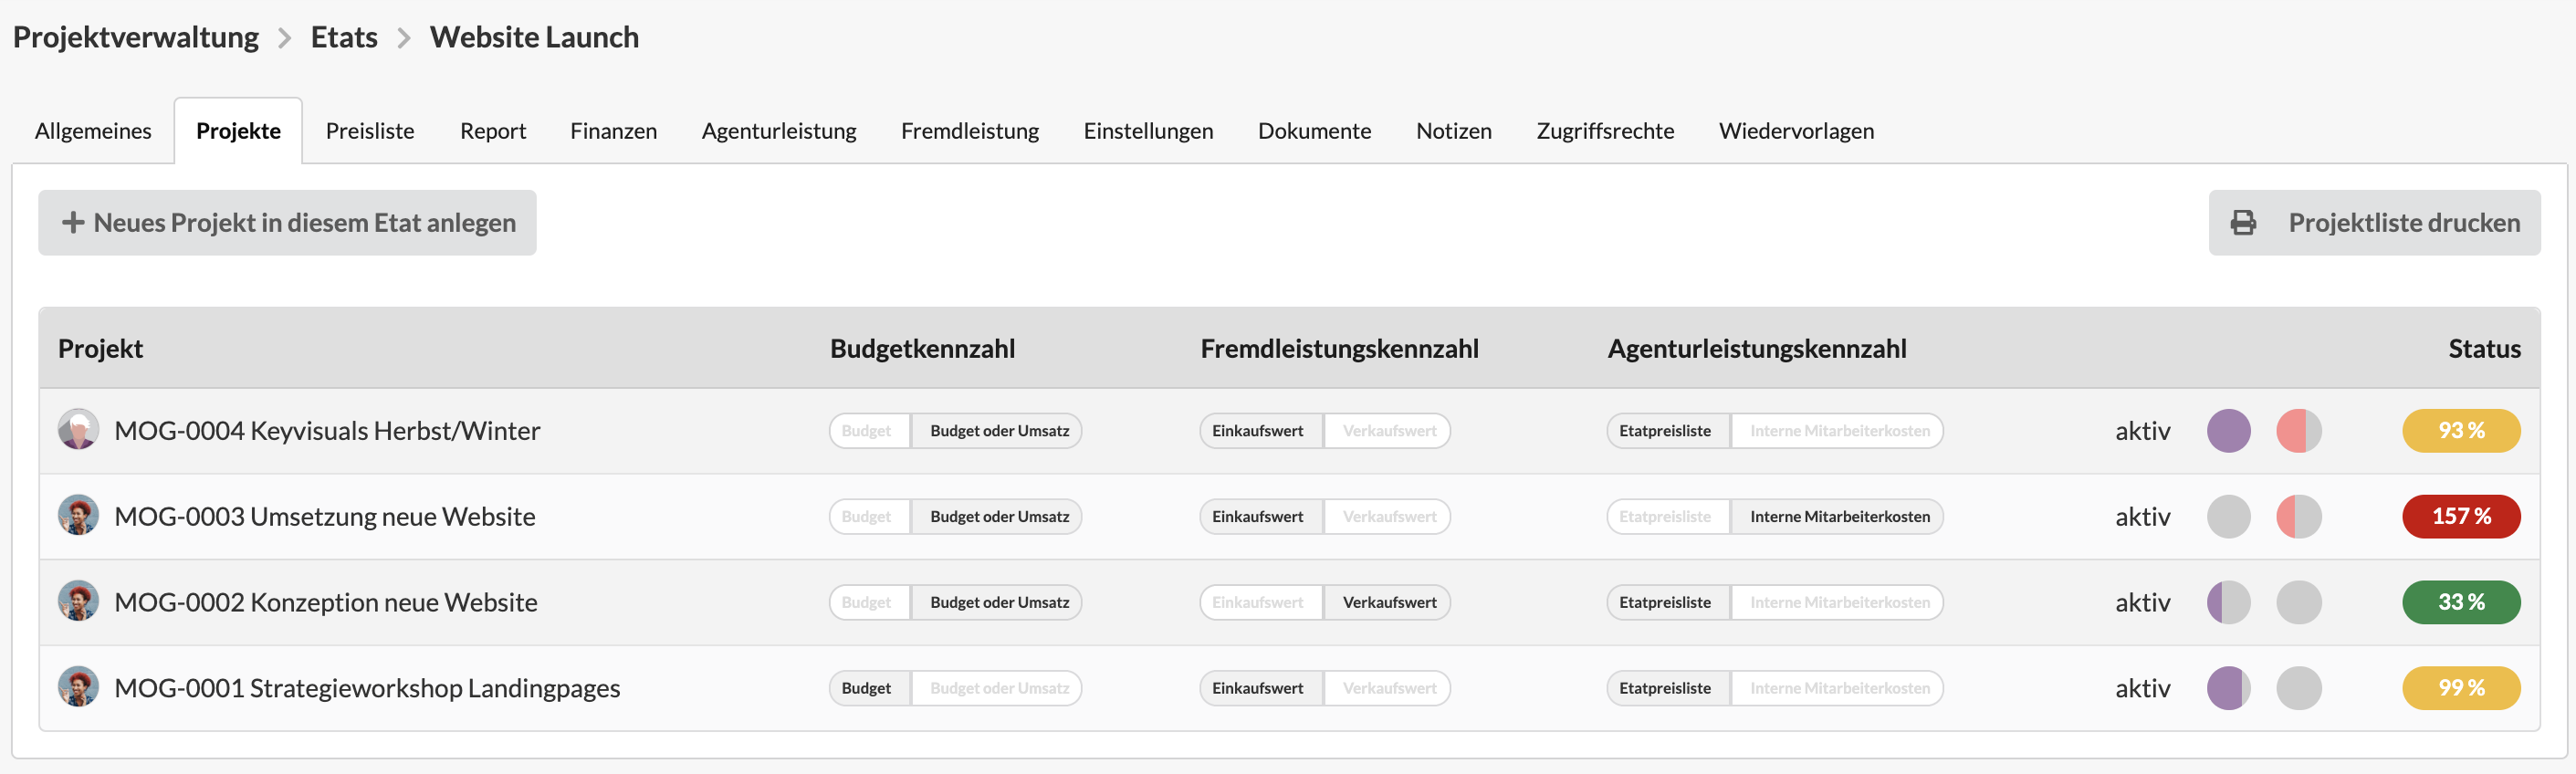 Projektverwaltung > Etats > Website Launch
Allgemeines Projekte Preisliste Report Finanzen Agenturleistung Fremdleistung Einstellungen Dokumente Notizen Zugriffsrechte Wiedervorlagen
+ Neues Projekt in diesem Etat anlegen Projektliste drucken
Projekt Budgetkennzahl Fremdleistungskennzahl Agenturleistungskennzahl Status
MOG-0004 Keyvisuals Herbst/Winter Budget Budget oder Umsatz Einkaufswert Verkaufswert Etatpreisliste Interne Mitarbeiterkosten aktiv 93 %
MOG-0003 Umsetzung neue Website Budget Budget oder Umsatz Einkaufswert Verkaufswert Etatpreisliste Interne Mitarbeiterkosten aktiv 157 %
MOG-0002 Konzeption neue Website Budget Budget oder Umsatz Einkaufswert Verkaufswert Etatpreisliste Interne Mitarbeiterkosten aktiv 33 %
MOG-0001 Strategieworkshop Landingpages Budget Budget oder Umsatz Einkaufswert Verkaufswert Etatpreisliste Interne Mitarbeiterkosten aktiv 99 %